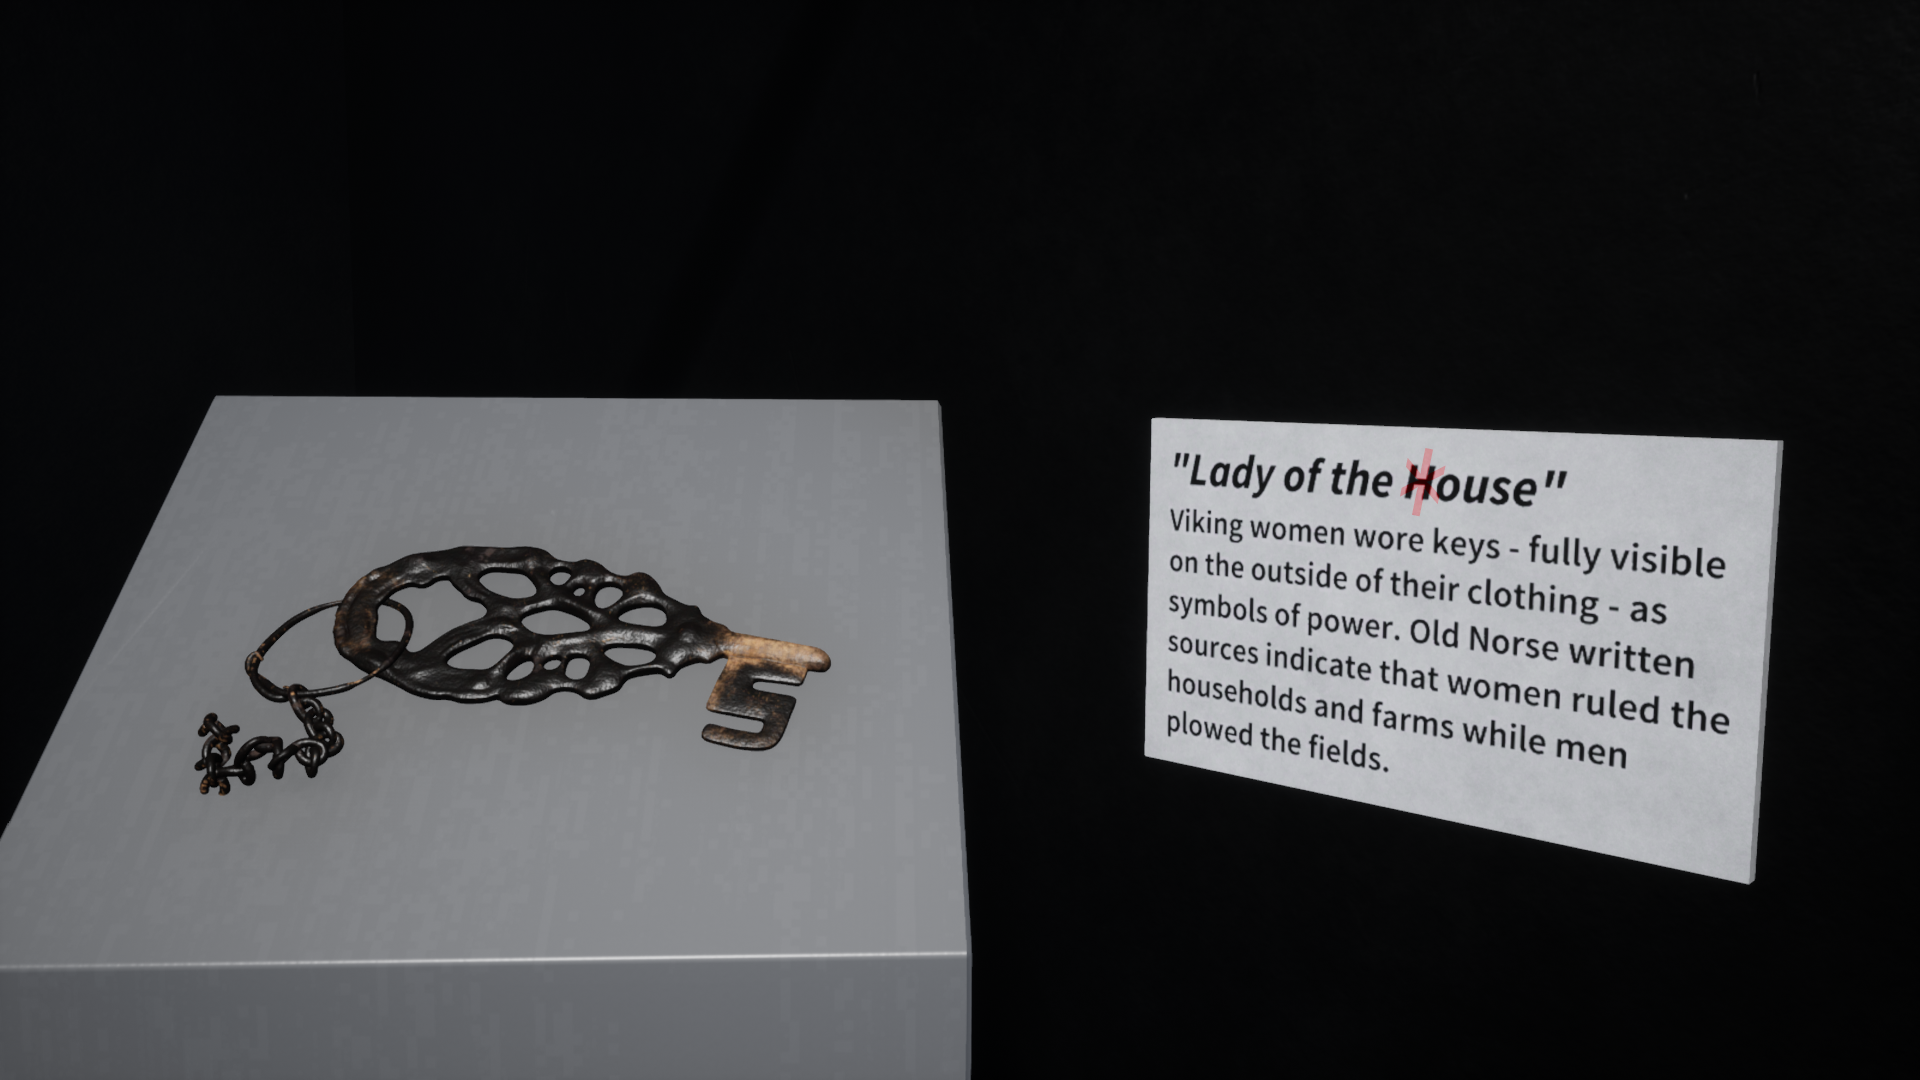 "Lady of the House"
Viking women wore keys - fully visible
on the outside of their clothing - as
symbols of power. Old Norse written
sources indicate that women ruled the
households and farms while men
plowed the fields.